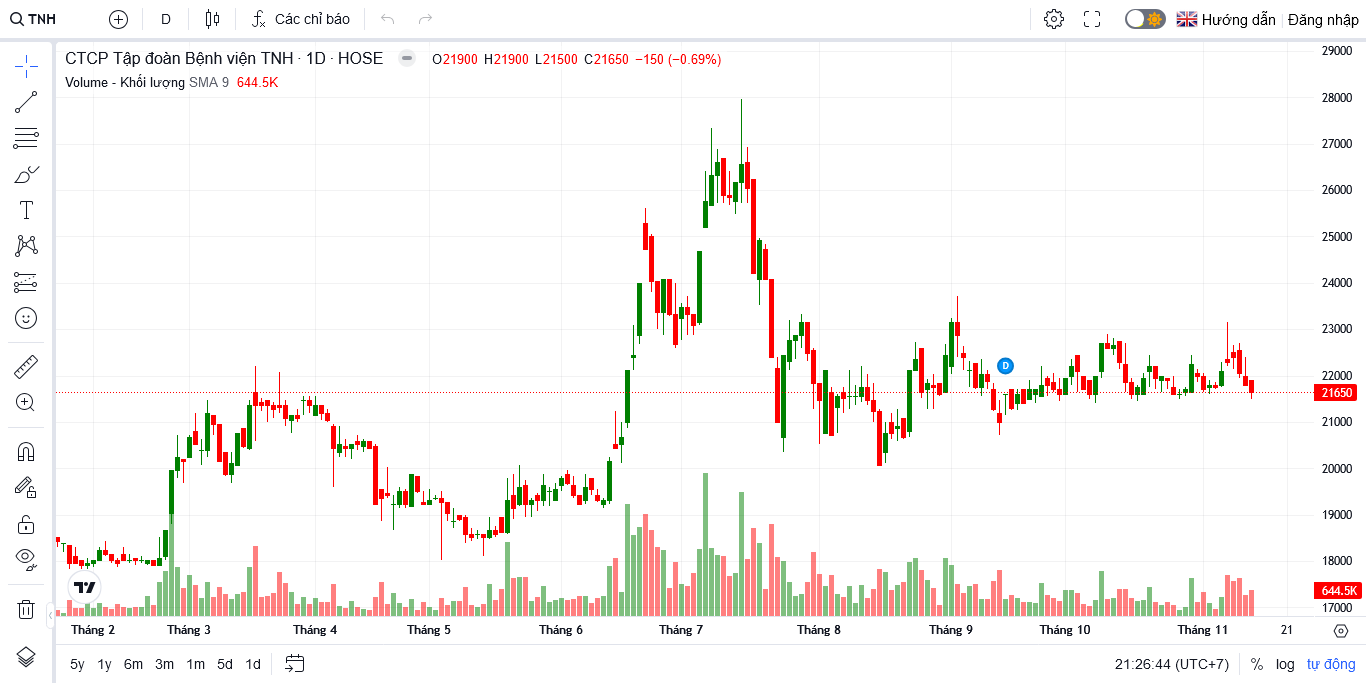 TNH D Các chỉ báo Hướng dẫn Đăng nhập
CTCP Tập đoàn Bệnh viện TNH · 1D · HOSE O21900 H21900 L21500 C21650 −150 (−0.69%)
Volume - Khối lượng SMA 9 644.5K
29000
28000
27000
26000
25000
24000
23000
D
22000
21650
21000
20000
19000
18000
644.5K
17000
Tháng 2 Tháng 3 Tháng 4 Tháng 5 Tháng 6 Tháng 7 Tháng 8 Tháng 9 Tháng 10 Tháng 11 21
5y 1y 6m 3m 1m 5d 1d 21:26:44 (UTC+7) % log tự động